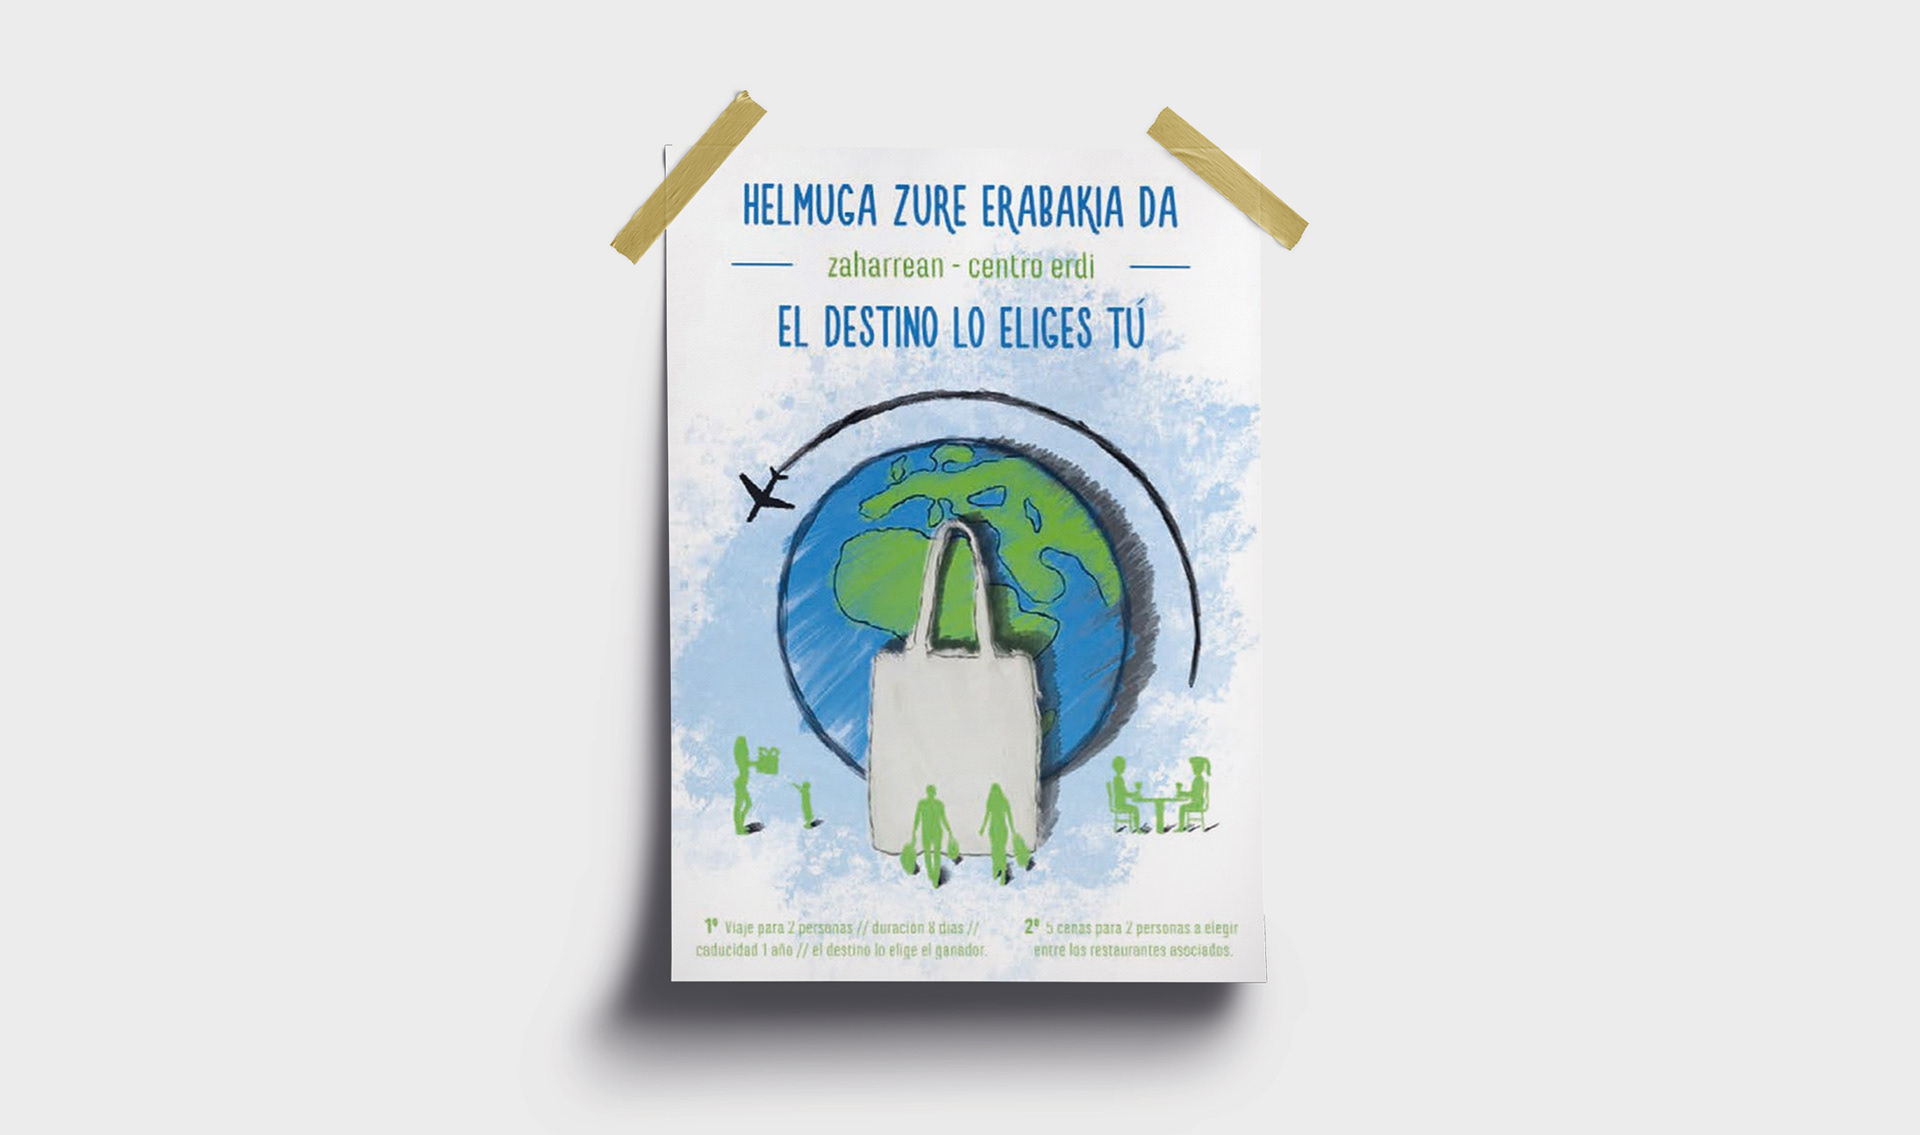 HELMUGA ZURE ERABAKIA DA
zaharrean - centro erdi
EL DESTINO LO ELIGES TÚ
1º Viaje para 2 personas // duración 8 dias //
caducidad 1 año // el destino lo elige el ganador.
2º 5 cenas para 2 personas a elegir
entre los restaurantes asociados.